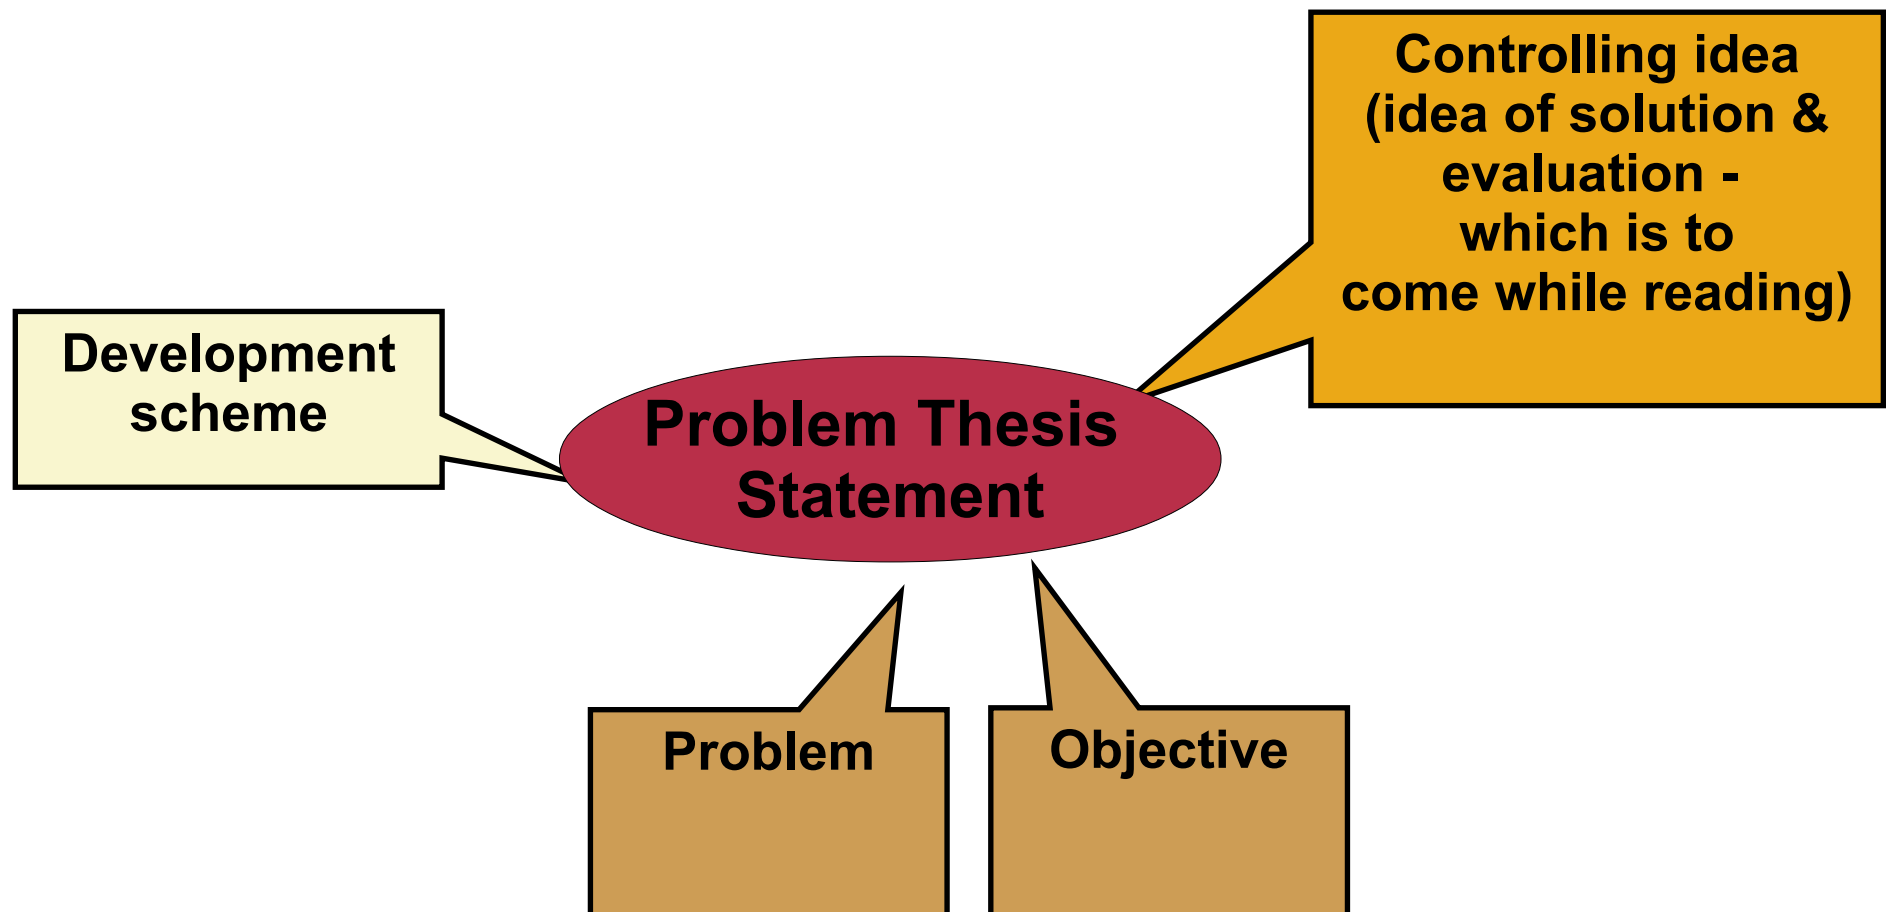 Controlling idea
(idea of solution &
evaluation -
which is to
come while reading)
Development
scheme
Problem Thesis
Statement
Problem
Objective